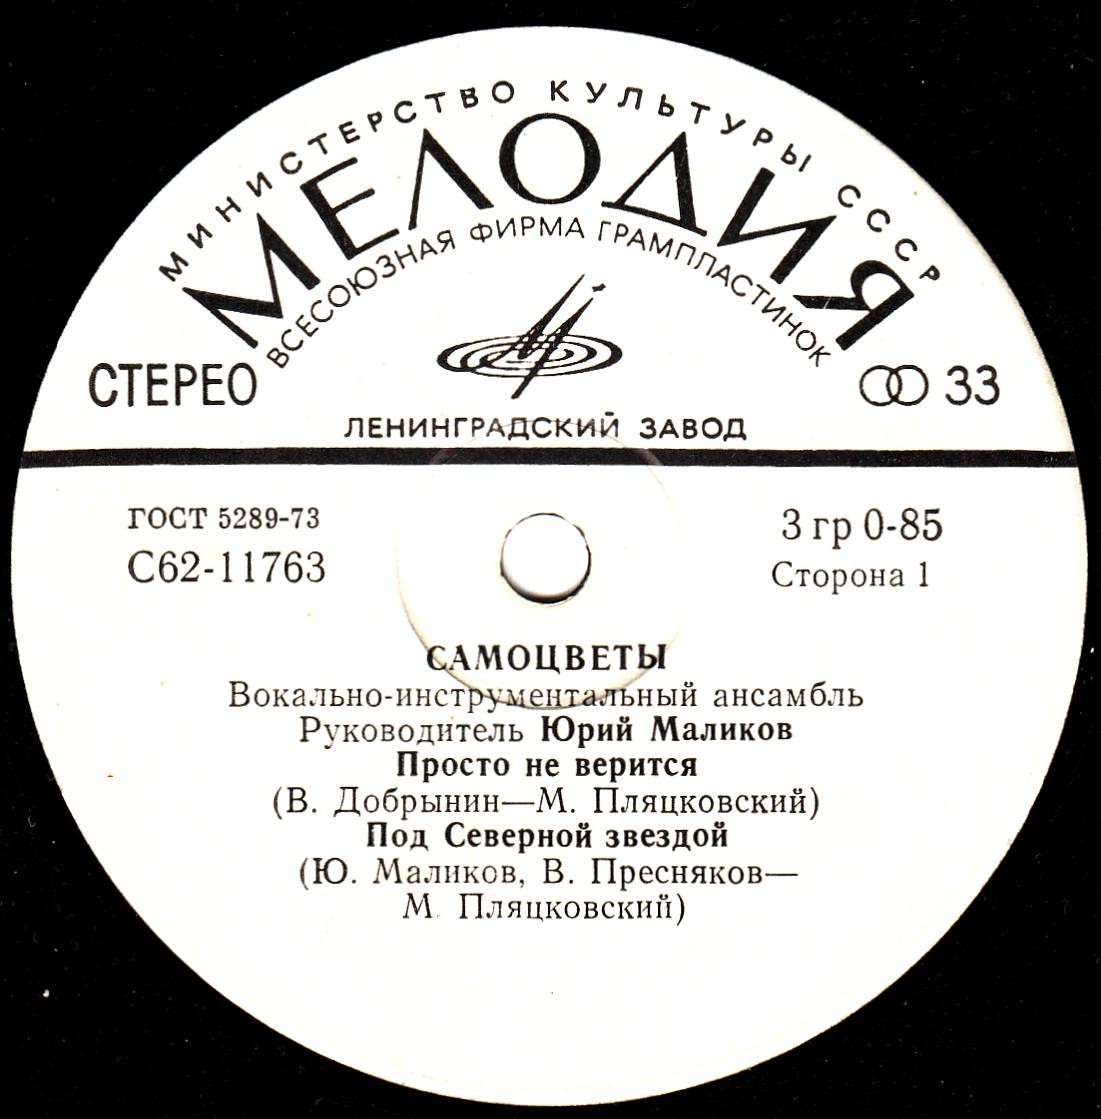 МИНИСТЕРСТВО КУЛЬТУРЫ СССР
МЕЛОДИЯ
ВСЕСОЮЗНАЯ ФИРМА ГРАМПЛАСТИНОК
СТЕРЕО
33
ЛЕНИНГРАДСКИЙ ЗАВОД
ГОСТ 5289-73
С62-11763
3 гр 0-85
Сторона 1
САМОЦВЕТЫ
Вокально-инструментальный ансамбль
Руководитель Юрий Маликов
Просто не верится
(В. Добрынин—М. Пляцковский)
Под Северной звездой
(Ю. Маликов, В. Пресняков—
М. Пляцковский)